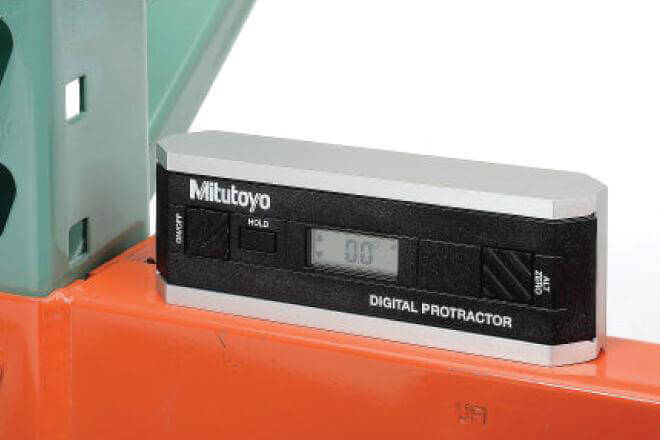 Mitutoyo
ON/OFF
HOLD
0.0°
ALT
ZERO
DIGITAL PROTRACTOR